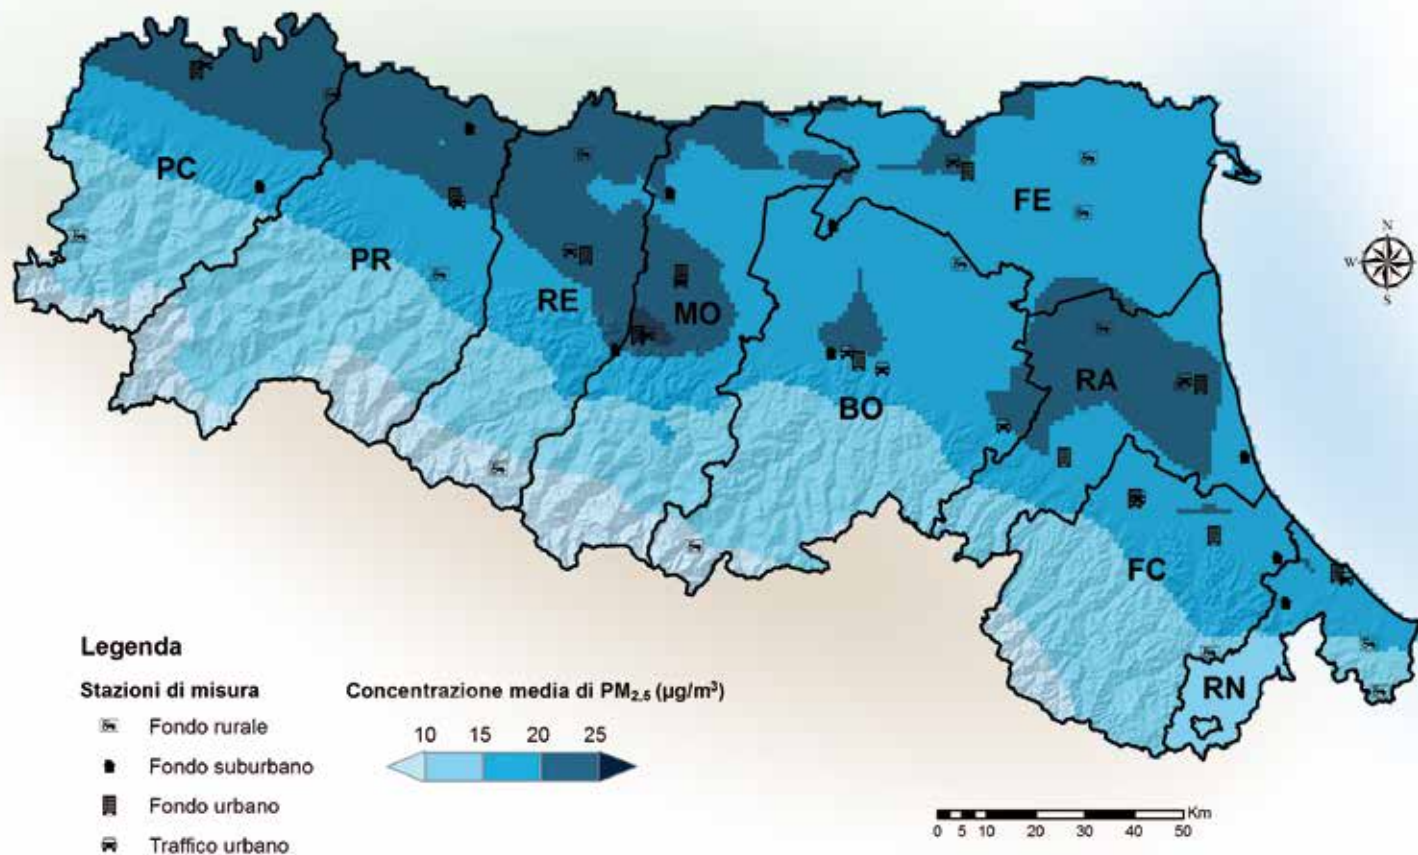 PC
PR
RE
MO
BO
FE
RA
FC
RN
N
W
S
Legenda
Stazioni di misura
Fondo rurale
Fondo suburbano
Fondo urbano
Traffico urbano
Concentrazione media di PM2.5 (µg/m³)
10 15 20 25
Km
0 5 10 20 30 40 50